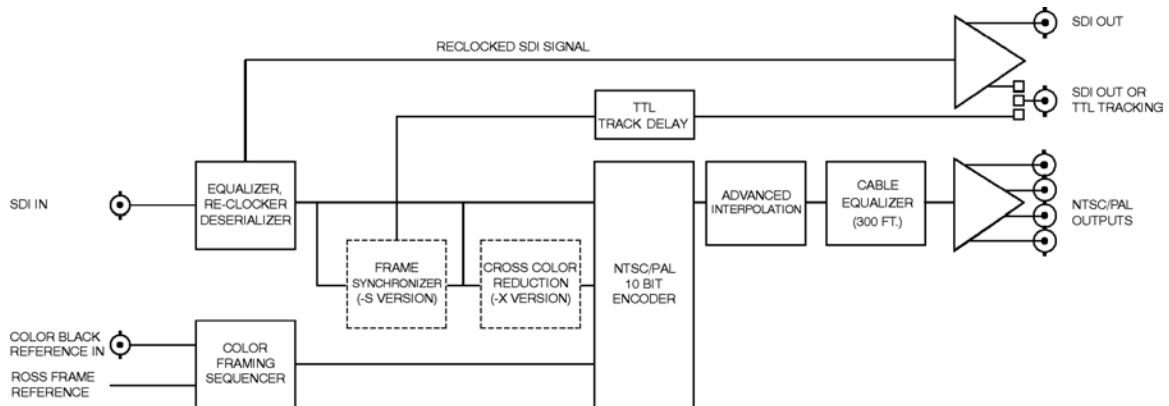 SDI OUT
RECLOCKED SDI SIGNAL
SDI OUT OR
TTL TRACKING
TTL
TRACK DELAY
SDI IN
EQUALIZER,
RE-CLOCKER
DESERIALIZER
ADVANCED
INTERPOLATION
CABLE
EQUALIZER
(300 FT.)
NTSC/PAL
OUTPUTS
FRAME
SYNCHRONIZER
(-S VERSION)
CROSS COLOR
REDUCTION
(-X VERSION)
NTSC/PAL
10 BIT
ENCODER
COLOR BLACK
REFERENCE IN
COLOR
FRAMING
SEQUENCER
ROSS FRAME
REFERENCE